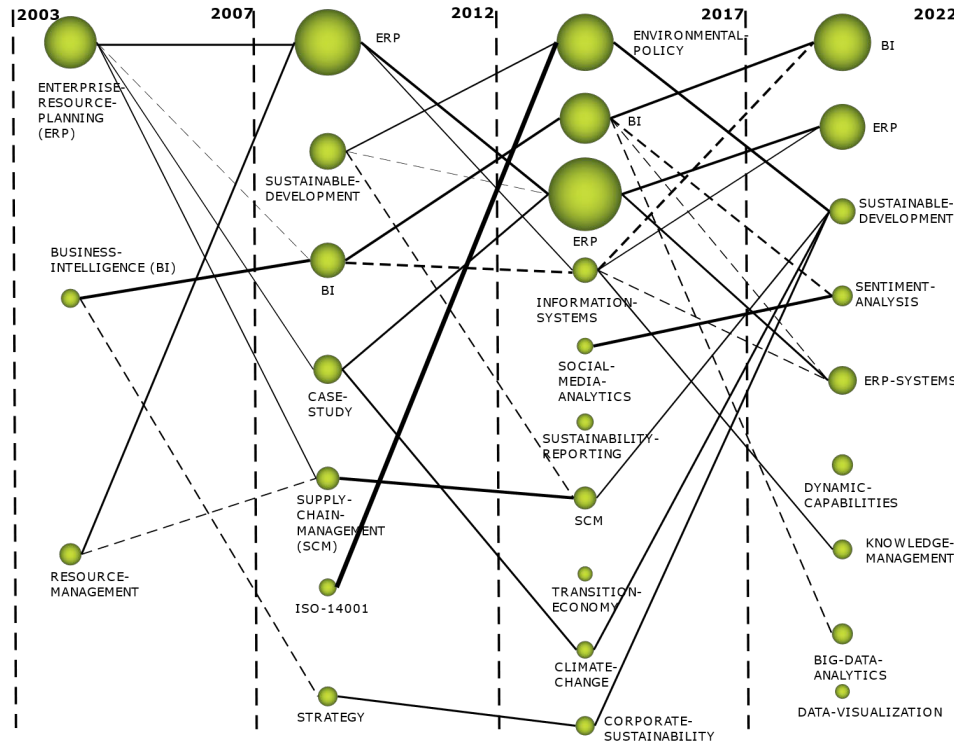 2003
2007
2012
2017
2022
ENTERPRISE-
RESOURCE-
PLANNING
(ERP)
BUSINESS-
INTELLIGENCE (BI)
RESOURCE-
MANAGEMENT
ERP
SUSTAINABLE-
DEVELOPMENT
BI
CASE-
STUDY
SUPPLY-
CHAIN-
MANAGEMENT
(SCM)
ISO-14001
STRATEGY
ENVIRONMENTAL-
POLICY
BI
ERP
INFORMATION-
SYSTEMS
SOCIAL-
MEDIA-
ANALYTICS
SUSTAINABILITY-
REPORTING
SCM
TRANSITION-
ECONOMY
CLIMATE-
CHANGE
CORPORATE-
SUSTAINABILITY
BI
ERP
SUSTAINABLE-
DEVELOPMENT
SENTIMENT-
ANALYSIS
ERP-SYSTEMS
DYNAMIC-
CAPABILITIES
KNOWLEDGE-
MANAGEMENT
BIG-DATA-
ANALYTICS
DATA-VISUALIZATION